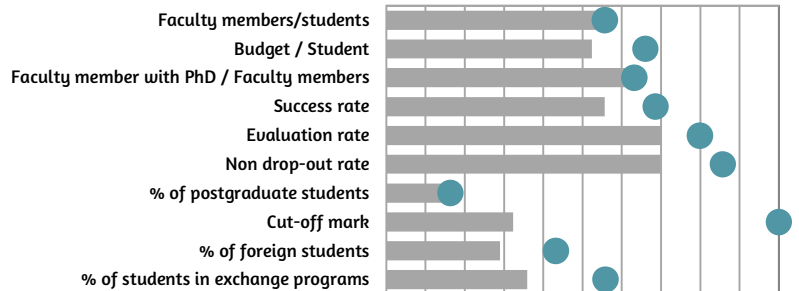 Faculty members/students
Budget / Student
Faculty member with PhD / Faculty members
Success rate
Evaluation rate
Non drop-out rate
% of postgraduate students
Cut-off mark
% of foreign students
% of students in exchange programs